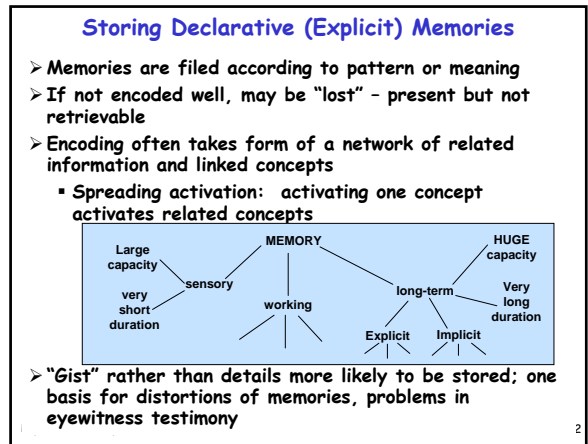 Storing Declarative (Explicit) Memories
➢ Memories are filed according to pattern or meaning
➢ If not encoded well, may be “lost” – present but not
retrievable
➢ Encoding often takes form of a network of related
information and linked concepts
▪ Spreading activation: activating one concept
activates related concepts
MEMORY
Large
capacity
HUGE
capacity
sensory
very
short
duration
working
long-term
Very
long
duration
Explicit Implicit
➢ “Gist” rather than details more likely to be stored; one
basis for distortions of memories, problems in
eyewitness testimony
2